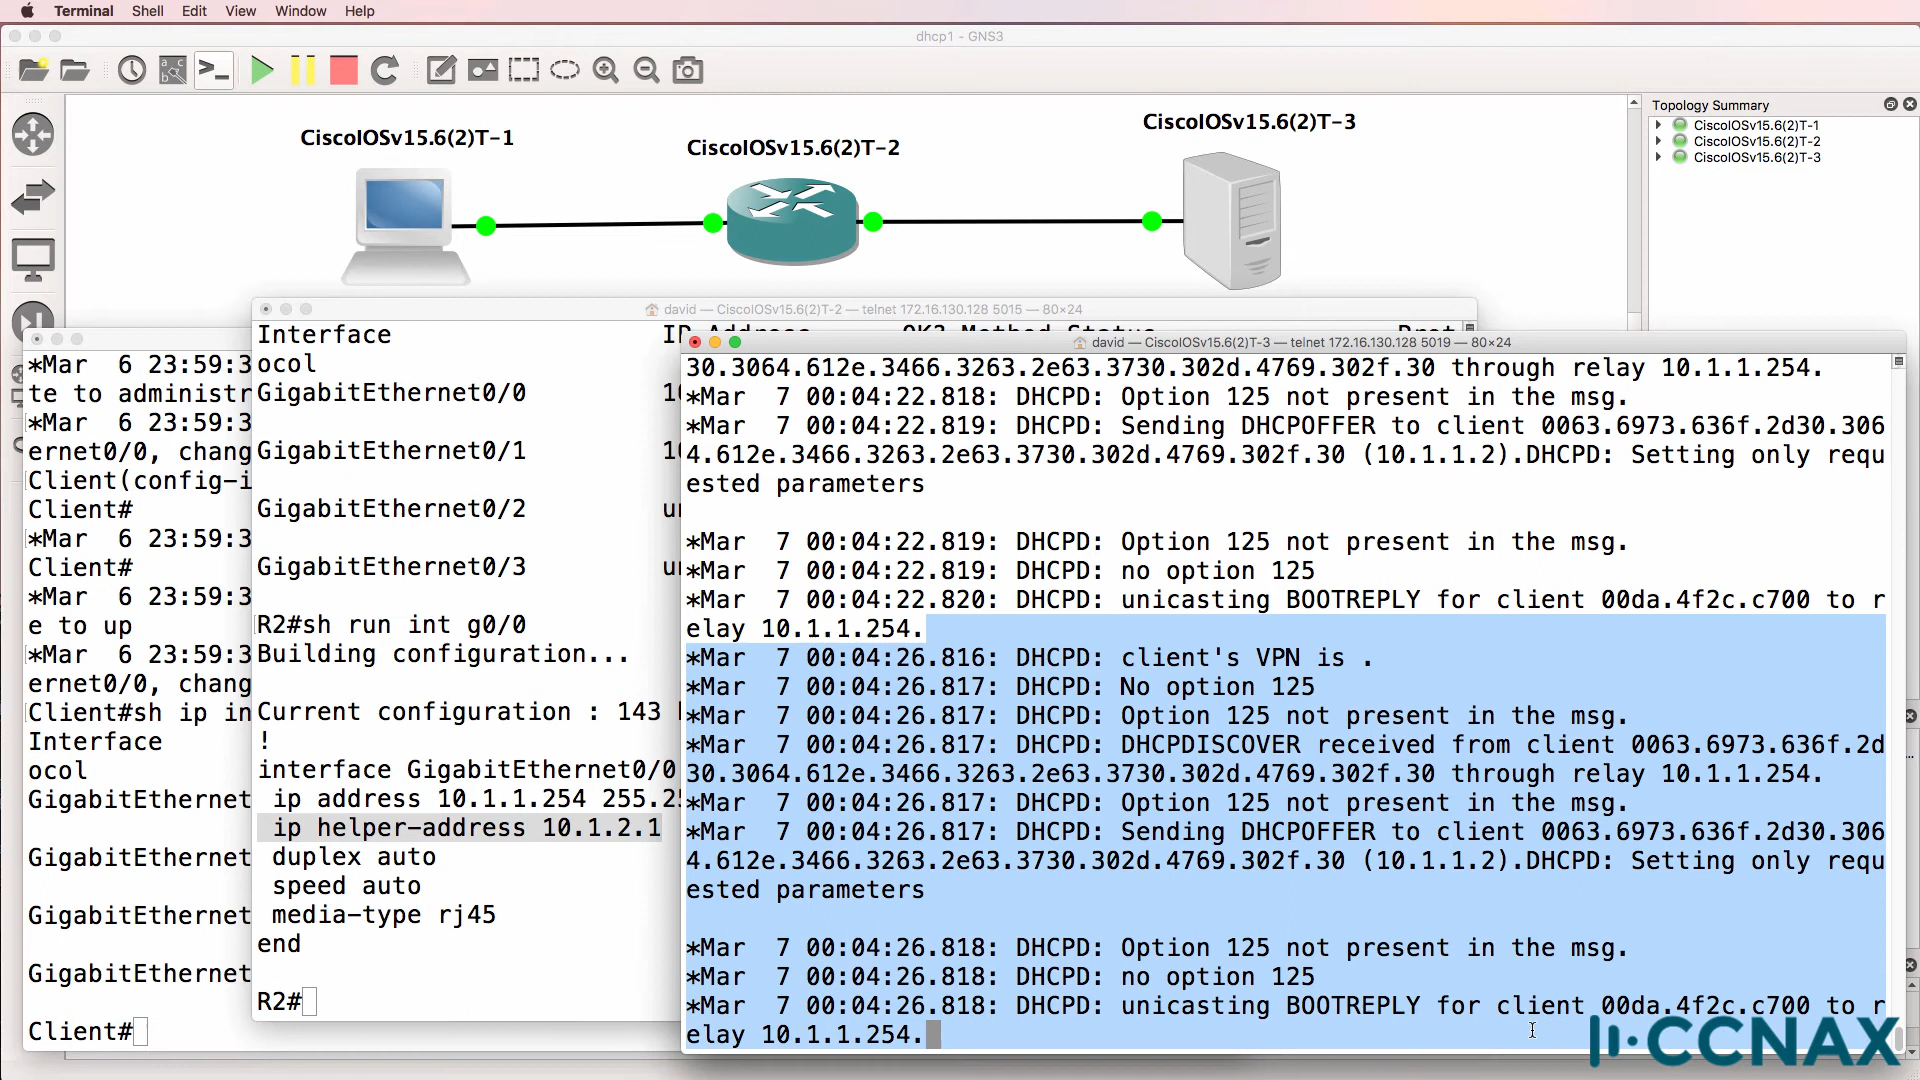 Terminal Shell Edit View Window Help
dhcp1 - GNS3
CiscoIOSv15.6(2)T-1
CiscoIOSv15.6(2)T-2
CiscoIOSv15.6(2)T-3
Topology Summary
CiscoIOSv15.6(2)T-1
CiscoIOSv15.6(2)T-2
CiscoIOSv15.6(2)T-3
*Mar  6 23:59:3
te to administr
*Mar  6 23:59:3
ernet0/0, chang
Client(config-i
Client#
*Mar  6 23:59:3
Client#
*Mar  6 23:59:3
e to up
*Mar  6 23:59:3
ernet0/0, chang
Client#sh ip in
Interface
ocol
GigabitEthernet
GigabitEthernet
GigabitEthernet
GigabitEthernet
Client#
david — CiscoIOSv15.6(2)T-2 — telnet 172.16.130.128 5015 — 80×24
Interface IP-Address OK? Method Status Prot
ocol
GigabitEthernet0/0 10
GigabitEthernet0/1 10
GigabitEthernet0/2 un
GigabitEthernet0/3 un
R2#sh run int g0/0
Building configuration...
Current configuration : 143
!
interface GigabitEthernet0/0
ip address 10.1.1.254 255.25
ip helper-address 10.1.2.1
duplex auto
speed auto
media-type rj45
end
R2#
david — CiscoIOSv15.6(2)T-3 — telnet 172.16.130.128 5019 — 80×24
30.3064.612e.3466.3263.2e63.3730.302d.4769.302f.30 through relay 10.1.1.254.
*Mar  7 00:04:22.818: DHCPD: Option 125 not present in the msg.
*Mar  7 00:04:22.819: DHCPD: Sending DHCPOFFER to client 0063.6973.636f.2d30.306
4.612e.3466.3263.2e63.3730.302d.4769.302f.30 (10.1.1.2).DHCPD: Setting only requ
ested parameters
*Mar  7 00:04:22.819: DHCPD: Option 125 not present in the msg.
*Mar  7 00:04:22.819: DHCPD: no option 125
*Mar  7 00:04:22.820: DHCPD: unicasting BOOTREPLY for client 00da.4f2c.c700 to r
elay 10.1.1.254.
*Mar  7 00:04:26.816: DHCPD: client's VPN is .
*Mar  7 00:04:26.817: DHCPD: No option 125
*Mar  7 00:04:26.817: DHCPD: Option 125 not present in the msg.
*Mar  7 00:04:26.817: DHCPD: DHCPDISCOVER received from client 0063.6973.636f.2d
30.3064.612e.3466.3263.2e63.3730.302d.4769.302f.30 through relay 10.1.1.254.
*Mar  7 00:04:26.817: DHCPD: Option 125 not present in the msg.
*Mar  7 00:04:26.817: DHCPD: Sending DHCPOFFER to client 0063.6973.636f.2d30.306
4.612e.3466.3263.2e63.3730.302d.4769.302f.30 (10.1.1.2).DHCPD: Setting only requ
ested parameters
*Mar  7 00:04:26.818: DHCPD: Option 125 not present in the msg.
*Mar  7 00:04:26.818: DHCPD: no option 125
*Mar  7 00:04:26.818: DHCPD: unicasting BOOTREPLY for client 00da.4f2c.c700 to r
elay 10.1.1.254.
CCNAX